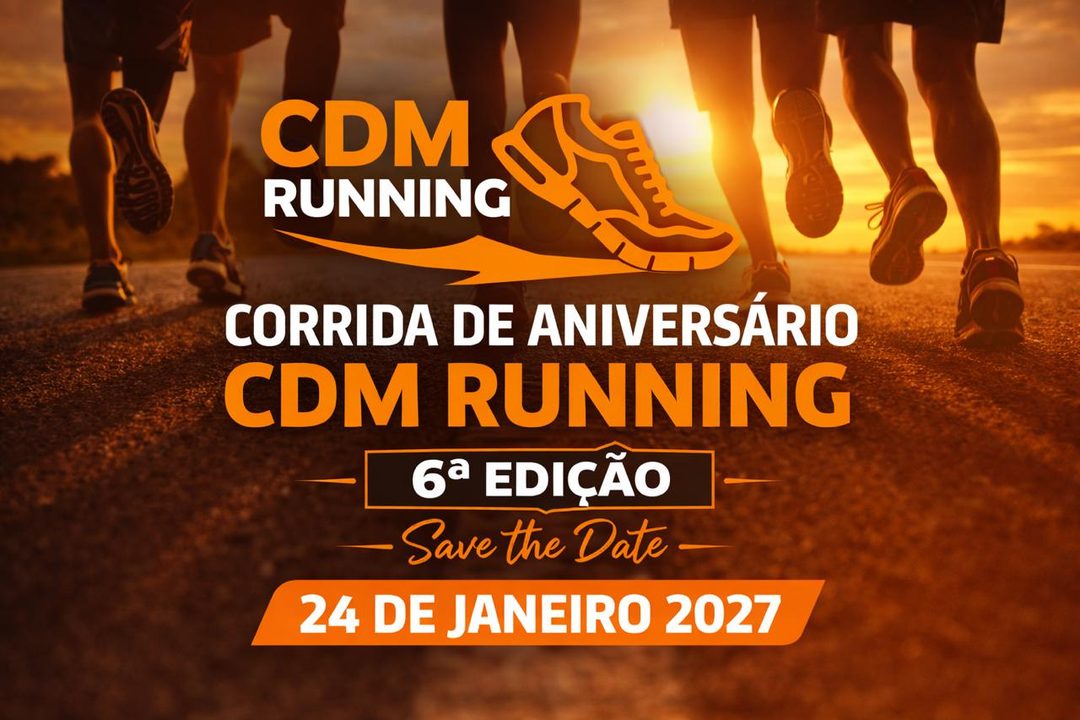 CDM
RUNNING
CORRIDA DE ANIVERSÁRIO
CDM RUNNING
6ª EDIÇÃO
Save the Date
24 DE JANEIRO 2027